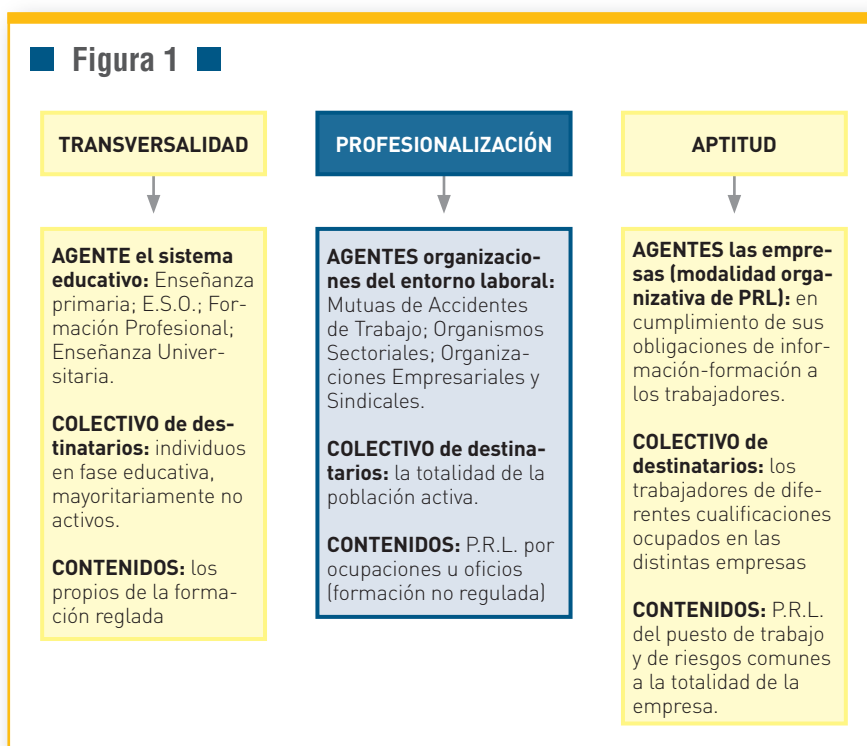 Figura 1
TRANSVERSALIDAD
AGENTE el sistema
educativo: Enseñanza
primaria; E.S.O.; For-
mación Profesional;
Enseñanza Univer-
sitaria.
COLECTIVO de des-
tinatarios: individuos
en fase educativa,
mayoritariamente no
activos.
CONTENIDOS: los
propios de la forma-
ción reglada
PROFESIONALIZACIÓN
AGENTES organizacio-
nes del entorno laboral:
Mutuas de Accidentes
de Trabajo; Organismos
Sectoriales; Organiza-
ciones Empresariales y
Sindicales.
COLECTIVO de destina-
tarios: la totalidad de la
población activa.
CONTENIDOS: P.R.L. por
ocupaciones u oficios
(formación no regulada)
APTITUD
AGENTES las empre-
sas (modalidad orga-
nizativa de PRL): en
cumplimiento de sus
obligaciones de infor-
mación-formación a
los trabajadores.
COLECTIVO de
destinatarios: los
trabajadores de dife-
rentes cualificaciones
ocupados en las
distintas empresas
CONTENIDOS: P.R.L.
del puesto de trabajo
y de riesgos comunes
a la totalidad de la
empresa.